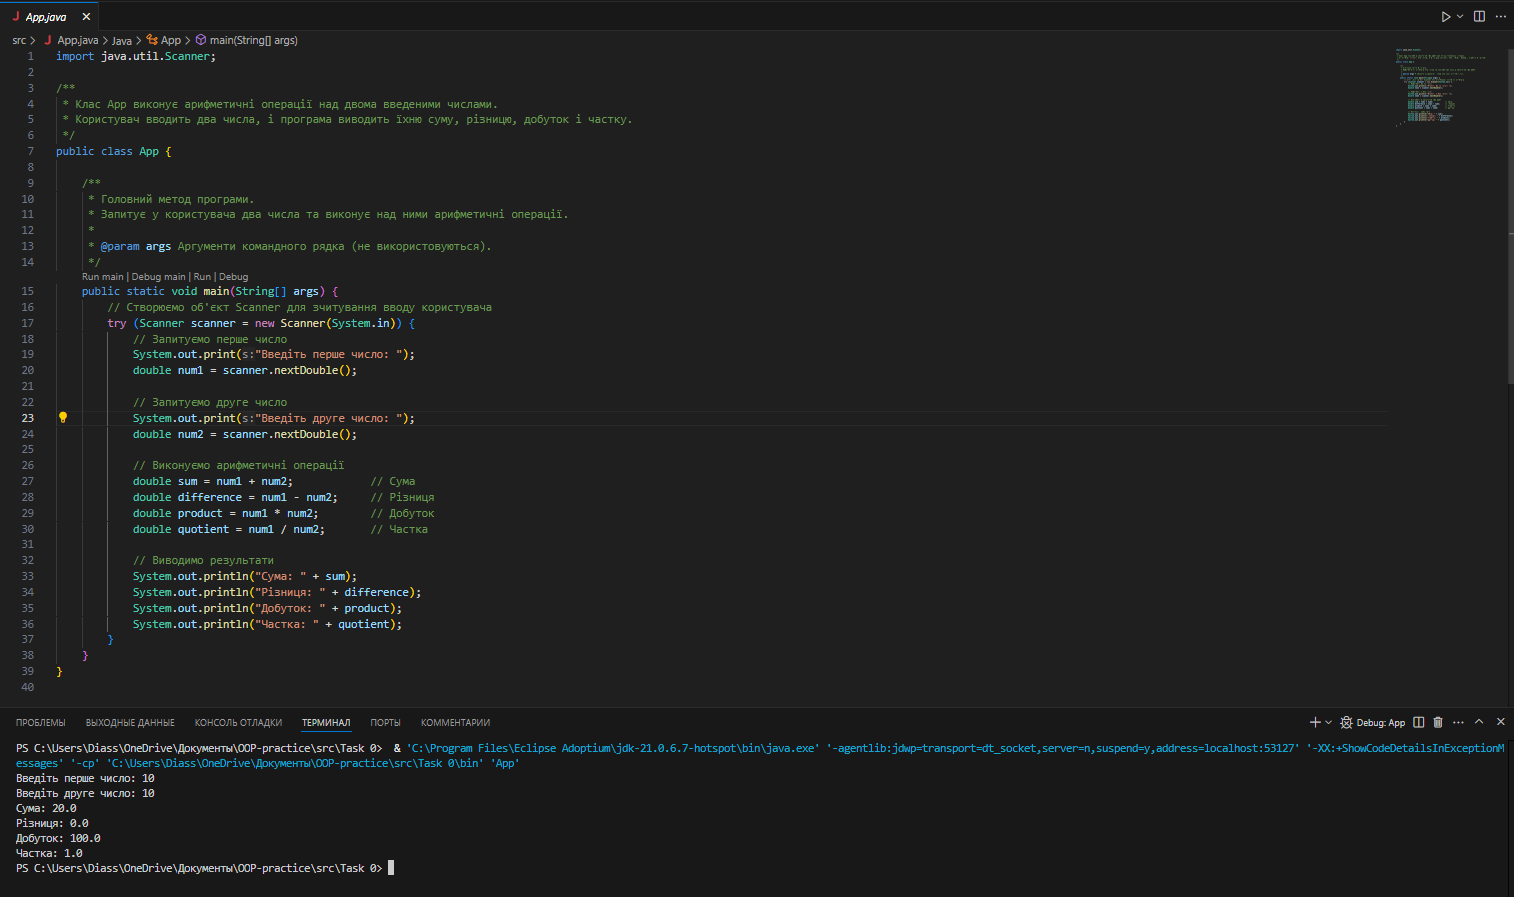 J App.java ×
src > J App.java > Java > App > main(String[] args)
1 import java.util.Scanner;
2
3 /**
4 * Клас App виконує арифметичні операції над двома введеними числами.
5 * Користувач вводить два числа, і програма виводить їхню суму, різницю, добуток і частку.
6 */
7 public class App {
8
9 /**
10 * Головний метод програми.
11 * Запитує у користувача два числа та виконує над ними арифметичні операції.
12 *
13 * @param args Аргументи командного рядка (не використовуються).
14 */
Run main | Debug main | Run | Debug
15 public static void main(String[] args) {
16 // Створюємо об'єкт Scanner для зчитування вводу користувача
17 try (Scanner scanner = new Scanner(System.in)) {
18 // Запитуємо перше число
19 System.out.print(s:"Введіть перше число: ");
20 double num1 = scanner.nextDouble();
21
22 // Запитуємо друге число
23 System.out.print(s:"Введіть друге число: ");
24 double num2 = scanner.nextDouble();
25
26 // Виконуємо арифметичні операції
27 double sum = num1 + num2; // Сума
28 double difference = num1 - num2; // Різниця
29 double product = num1 * num2; // Добуток
30 double quotient = num1 / num2; // Частка
31
32 // Виводимо результати
33 System.out.println("Сума: " + sum);
34 System.out.println("Різниця: " + difference);
35 System.out.println("Добуток: " + product);
36 System.out.println("Частка: " + quotient);
37 }
38 }
39 }
40
ПРОБЛЕМЫ ВЫХОДНЫЕ ДАННЫЕ КОНСОЛЬ ОТЛАДКИ ТЕРМИНАЛ ПОРТЫ КОММЕНТАРИИ Debug: App
PS C:\Users\Diass\OneDrive\Документы\OOP-practice\src\Task 0> & 'C:\Program Files\Eclipse Adoptium\jdk-21.0.6.7-hotspot\bin\java.exe' '-agentlib:jdwp=transport=dt_socket,server=n,suspend=y,address=localhost:53127' '-XX:+ShowCodeDetailsInExceptionM
essages' '-cp' 'C:\Users\Diass\OneDrive\Документы\OOP-practice\src\Task 0\bin' 'App'
Введіть перше число: 10
Введіть друге число: 10
Сума: 20.0
Різниця: 0.0
Добуток: 100.0
Частка: 1.0
PS C:\Users\Diass\OneDrive\Документы\OOP-practice\src\Task 0>